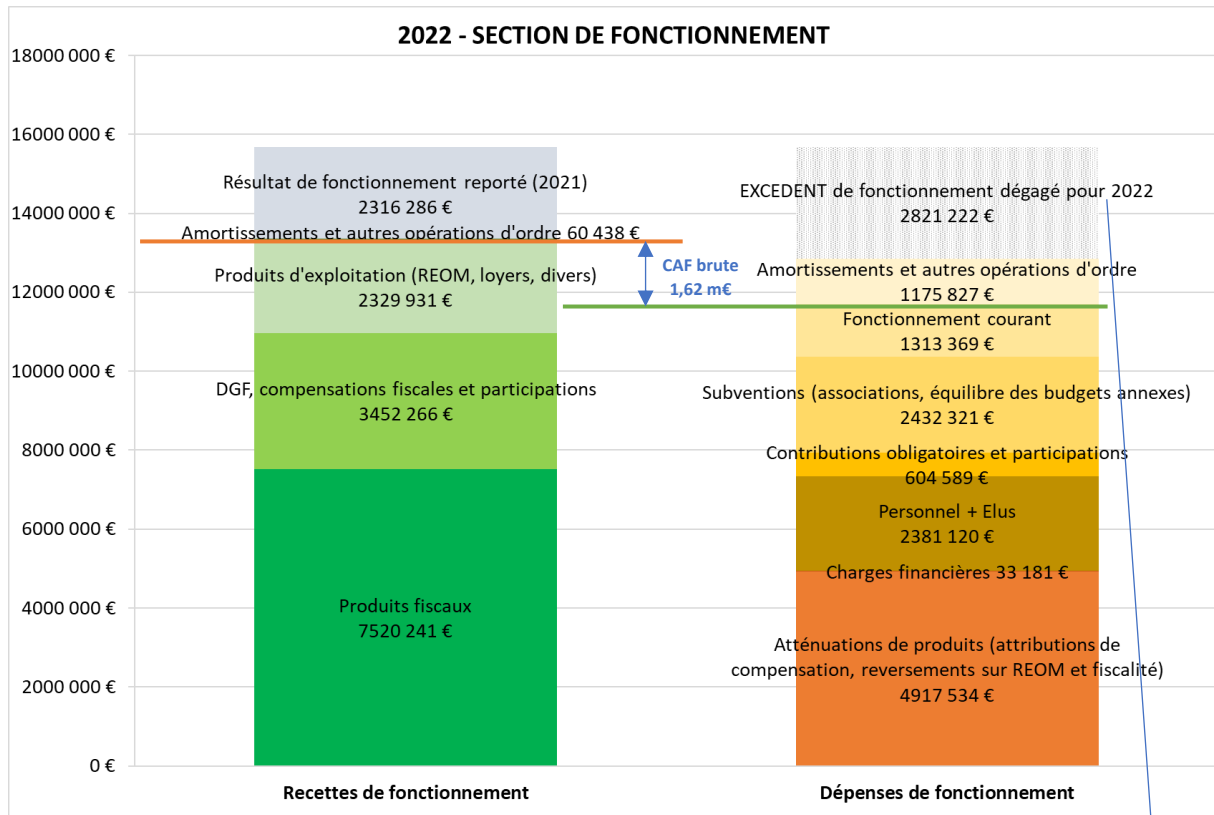 2022 - SECTION DE FONCTIONNEMENT
18000 000 €
16000 000 €
14000 000 €
12000 000 €
10000 000 €
8000 000 €
6000 000 €
4000 000 €
2000 000 €
0 €
Résultat de fonctionnement reporté (2021)
2316 286 €
Amortissements et autres opérations d'ordre 60 438 €
Produits d'exploitation (REOM, loyers, divers)
2329 931 €
DGF, compensations fiscales et participations
3452 266 €
Produits fiscaux
7520 241 €
CAF brute
1,62 m€
EXCEDENT de fonctionnement dégagé pour 2022
2821 222 €
Amortissements et autres opérations d'ordre
1175 827 €
Fonctionnement courant
1313 369 €
Subventions (associations, équilibre des budgets annexes)
2432 321 €
Contributions obligatoires et participations
604 589 €
Personnel + Elus
2381 120 €
Charges financières 33 181 €
Atténuations de produits (attributions de
compensation, reversements sur REOM et fiscalité)
4917 534 €
Recettes de fonctionnement
Dépenses de fonctionnement